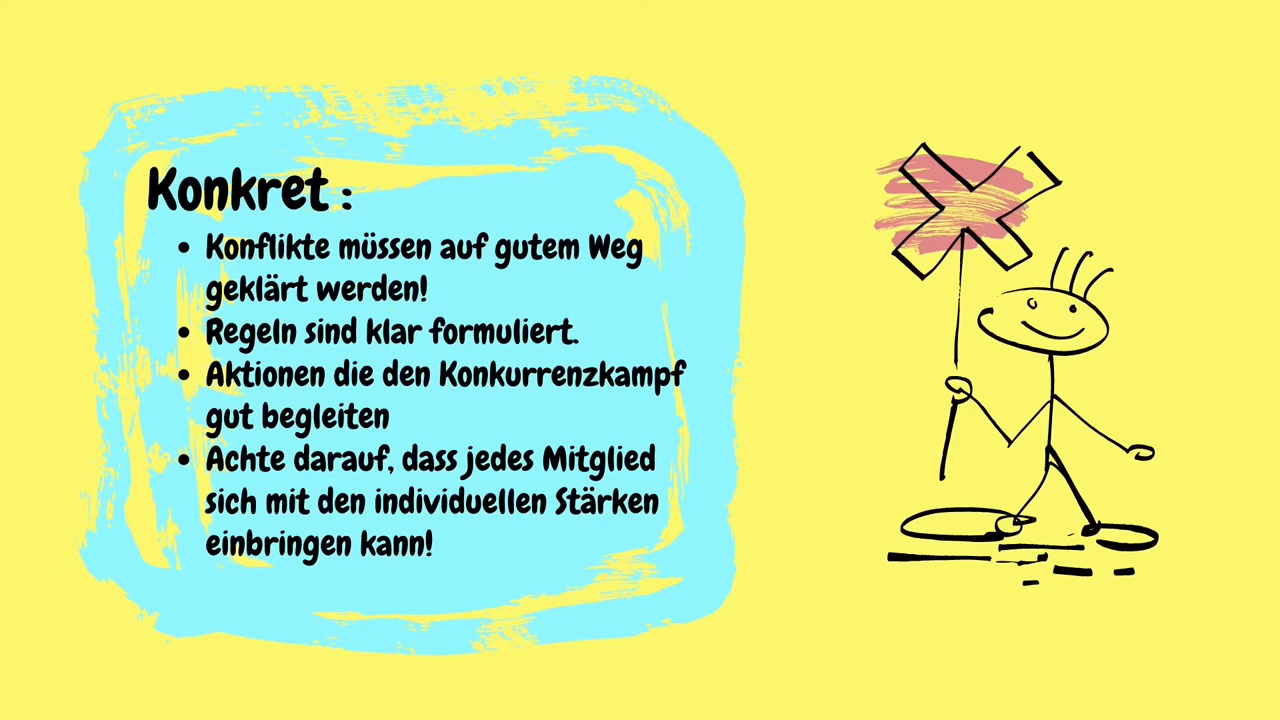 Konkret :
• Konflikte müssen auf gutem Weg
geklärt werden!
• Regeln sind klar formuliert.
• Aktionen die den Konkurrenzkampf
gut begleiten
• Achte darauf, dass jedes Mitglied
sich mit den individuellen Stärken
einbringen kann!